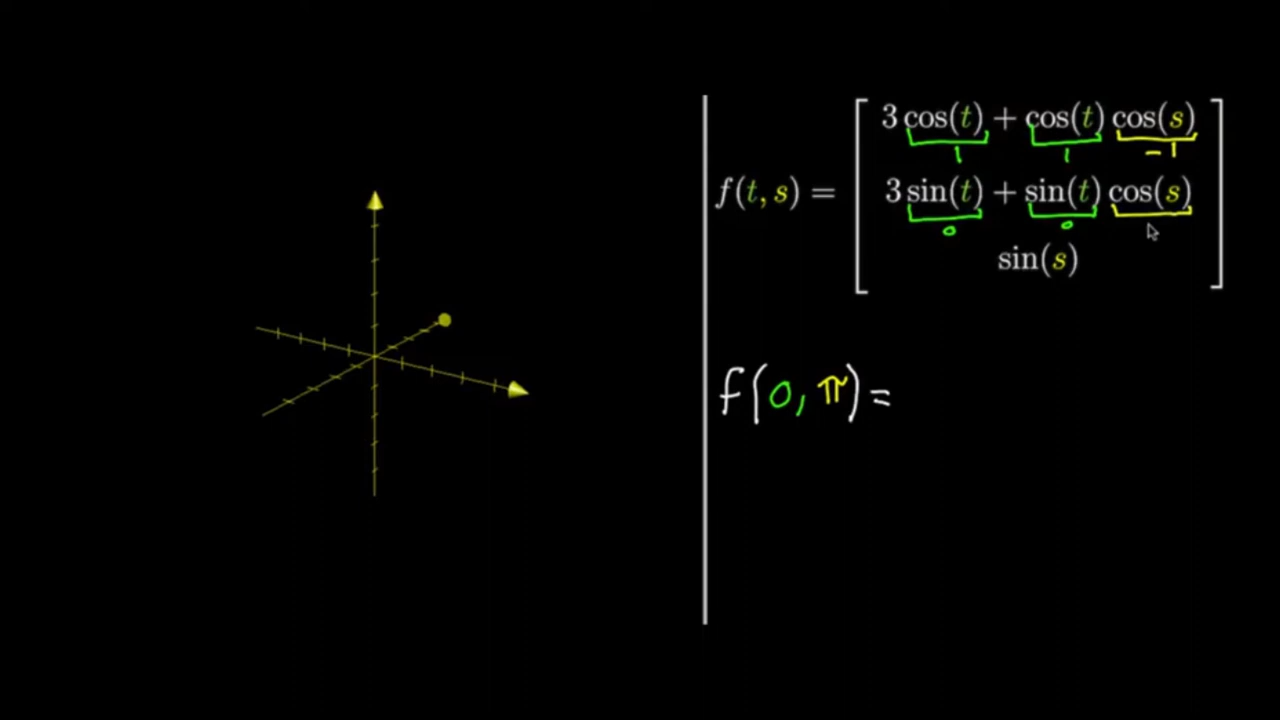 3 cos(t) + cos(t) cos(s)
1 1 -1
f(t, s) = 3 sin(t) + sin(t) cos(s)
0 0
sin(s)
f(0, π) =